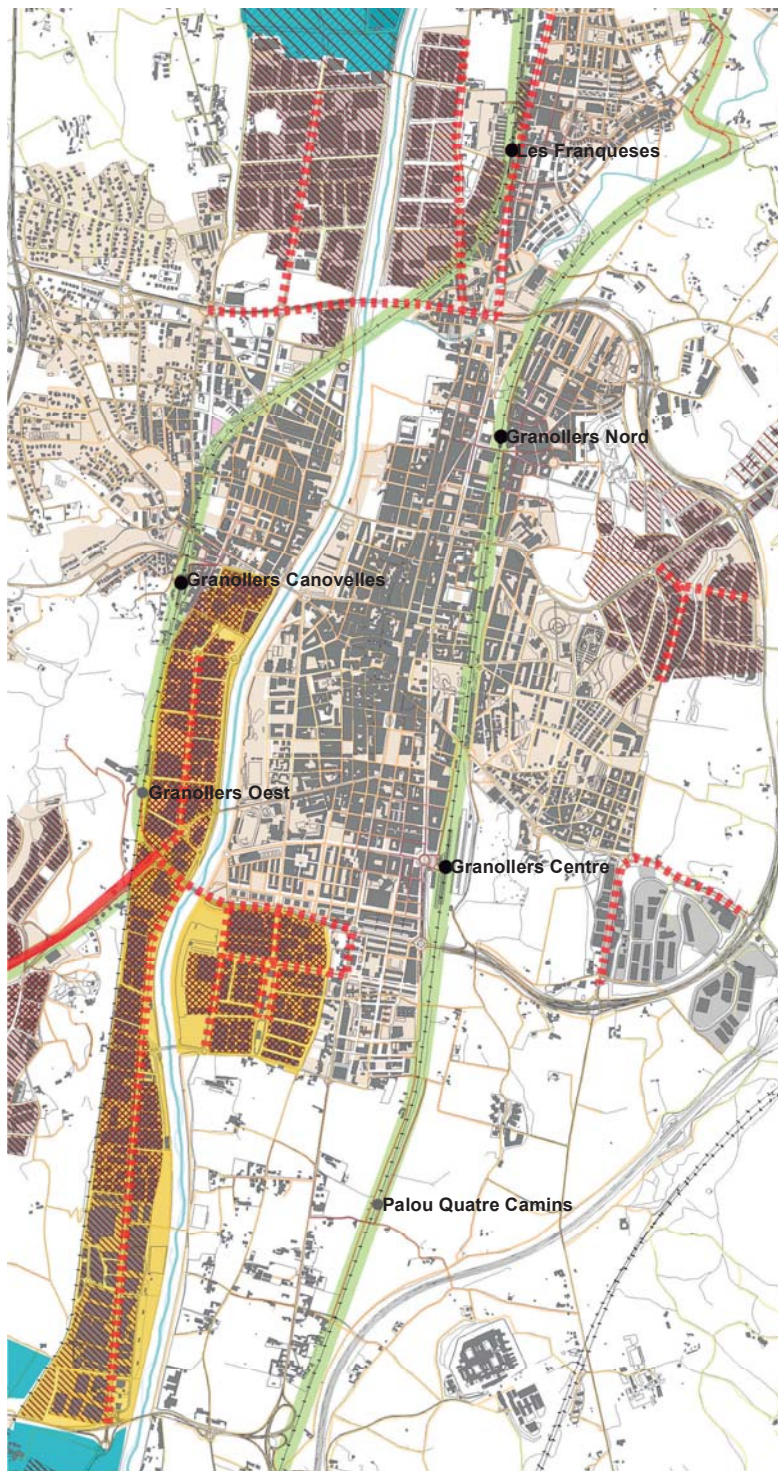 Les Franqueses
Granollers Nord
Granollers Canovelles
Granollers Oest
Granollers Centre
Palou Quatre Camins